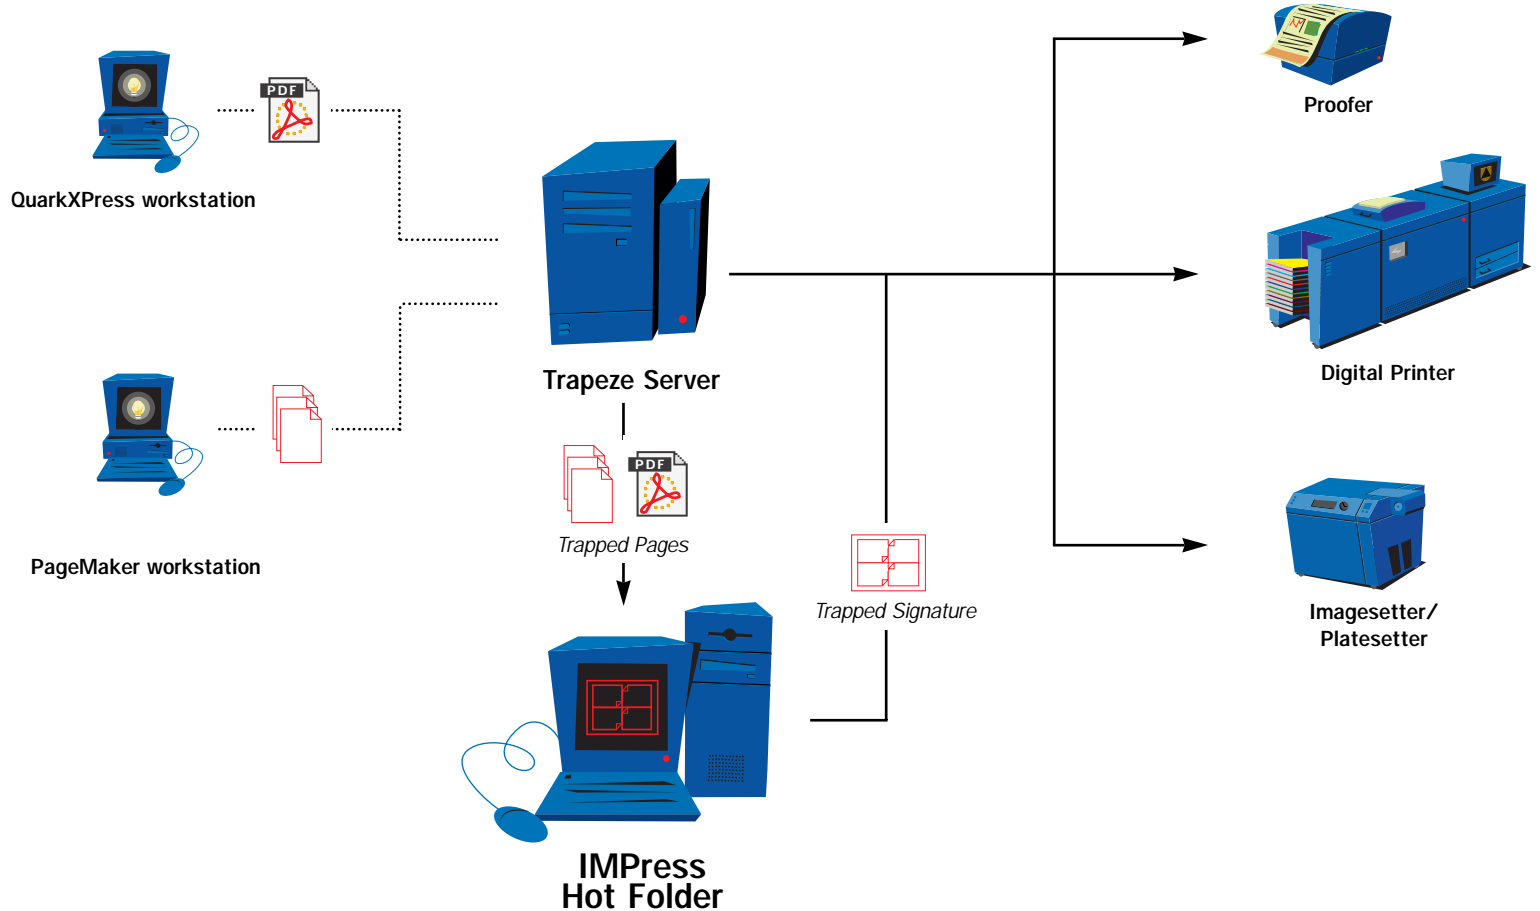 PDF
QuarkXPress workstation
PageMaker workstation
Trapeze Server
PDF
Trapped Pages
IMPress
Hot Folder
Trapped Signature
Proofer
Digital Printer
Imagesetter/
Platesetter